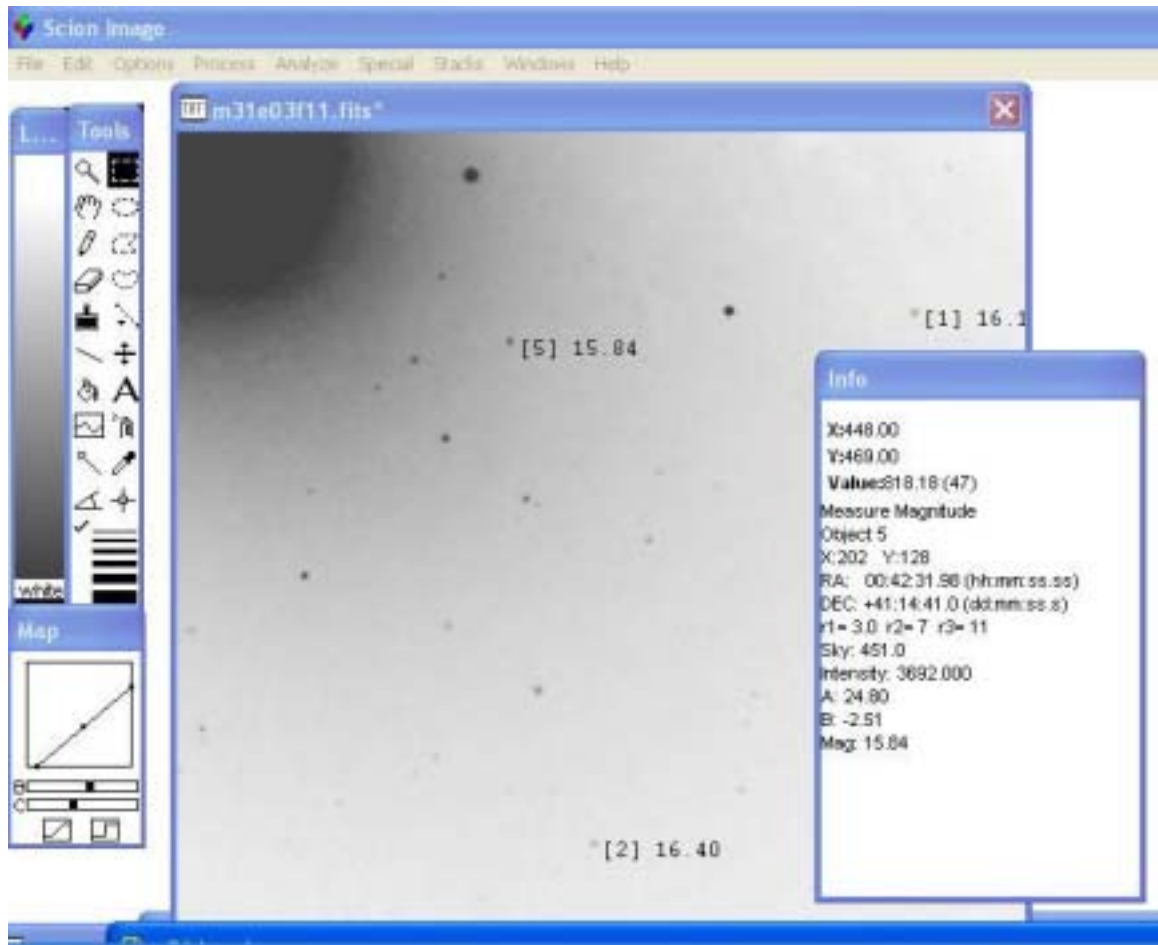 Scion Image
File Edit Options Process Analyze Special Stacks Windows Help
m31e03f11.fits*
L... Tools
[1] 16.1
[5] 15.84
Info
X:448.00
Y:469.00
Value:818.18 (47)
Measure Magnitude
Object 5
X:202 Y:128
RA: 00:42:31.98 (hh:mm:ss.ss)
DEC: +41:14:41.0 (dd:mm:ss.s)
r1= 3.0 r2= 7 r3= 11
Sky: 451.0
Intensity: 3692.000
A: 24.80
B: -2.51
Mag: 15.84
white
Map
B
C
[2] 16.40